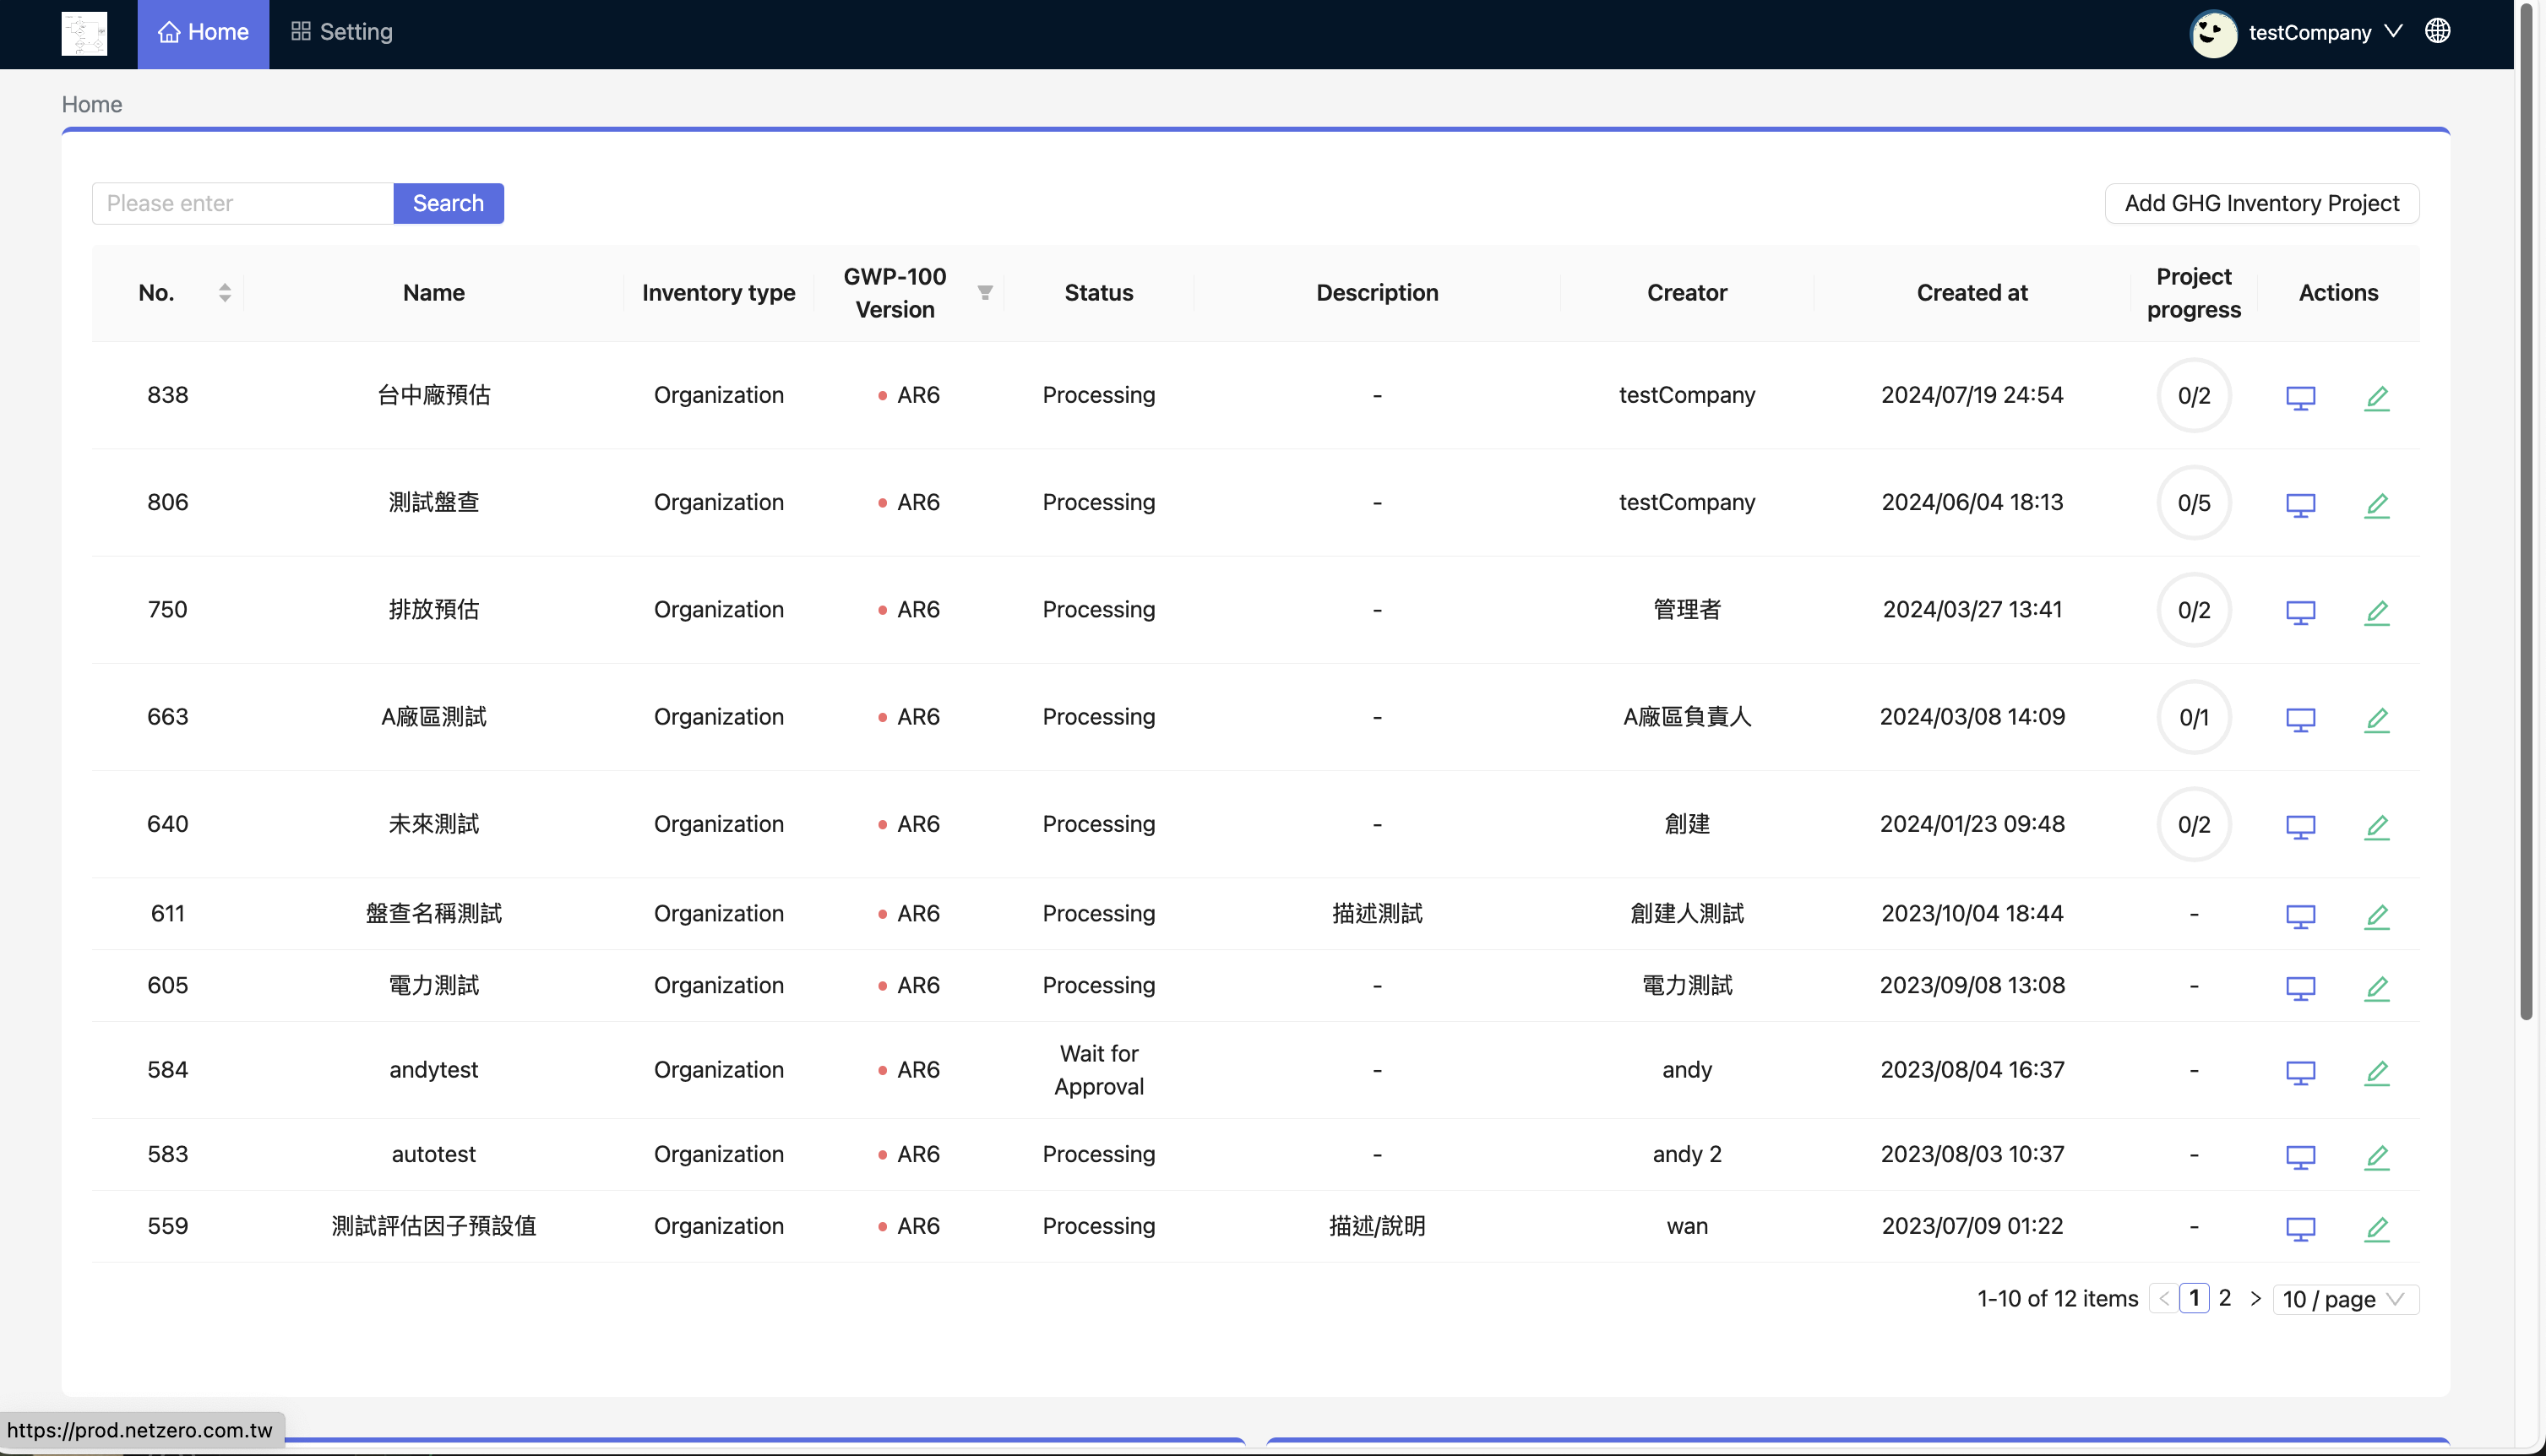 Home
Setting
testCompany
Home
Please enter
Search
Add GHG Inventory Project
No.
Name
Inventory type
GWP-100
Version
Status
Description
Creator
Created at
Project
progress
Actions
838 台中廠預估 Organization AR6 Processing - testCompany 2024/07/19 24:54 0/2
806 測試盤查 Organization AR6 Processing - testCompany 2024/06/04 18:13 0/5
750 排放預估 Organization AR6 Processing - 管理者 2024/03/27 13:41 0/2
663 A廠區測試 Organization AR6 Processing - A廠區負責人 2024/03/08 14:09 0/1
640 未來測試 Organization AR6 Processing - 創建 2024/01/23 09:48 0/2
611 盤查名稱測試 Organization AR6 Processing 描述測試 創建人測試 2023/10/04 18:44 -
605 電力測試 Organization AR6 Processing - 電力測試 2023/09/08 13:08 -
584 andytest Organization AR6 Wait for
Approval - andy 2023/08/04 16:37 -
583 autotest Organization AR6 Processing - andy 2 2023/08/03 10:37 -
559 測試評估因子預設值 Organization AR6 Processing 描述/說明 wan 2023/07/09 01:22 -
1-10 of 12 items < 1 2 > 10 / page
https://prod.netzero.com.tw